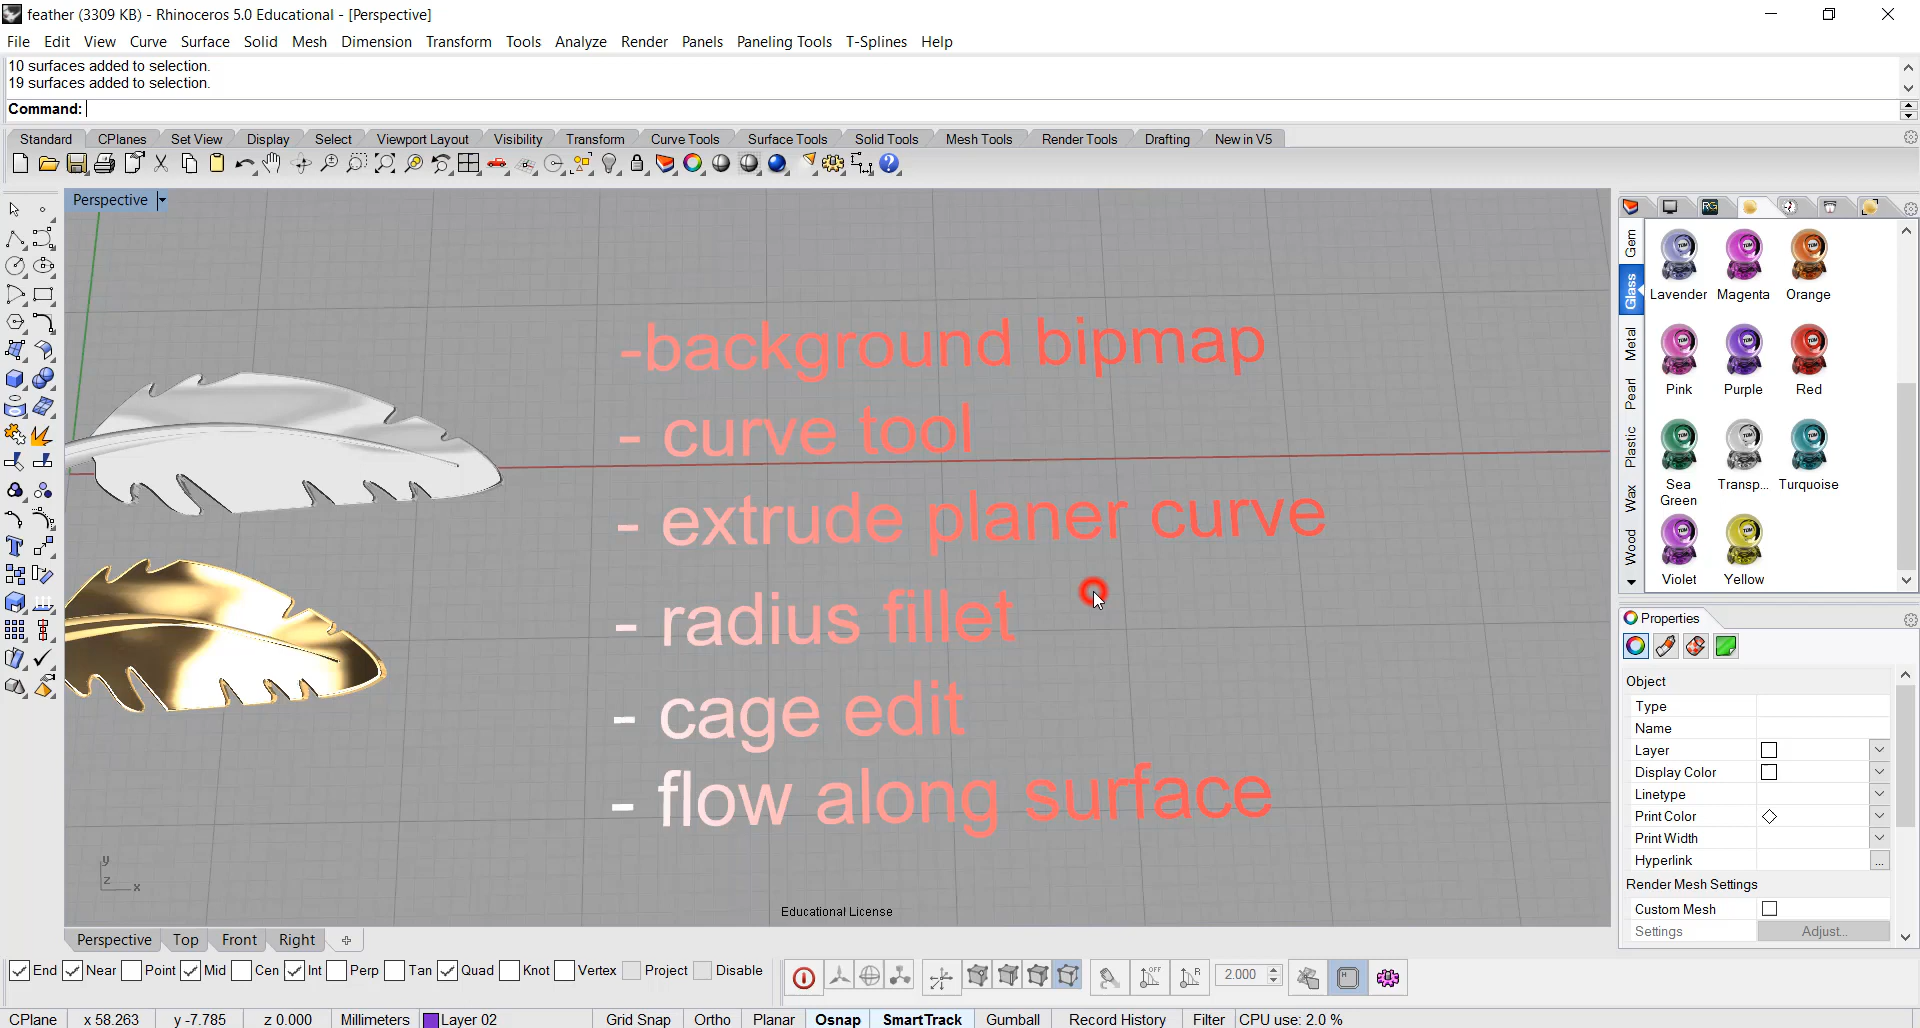 feather (3309 KB) - Rhinoceros 5.0 Educational - [Perspective]
File Edit View Curve Surface Solid Mesh Dimension Transform Tools Analyze Render Panels Paneling Tools T-Splines Help
10 surfaces added to selection.
19 surfaces added to selection.
Command:
Standard CPlanes Set View Display Select Viewport Layout Visibility Transform Curve Tools Surface Tools Solid Tools Mesh Tools Render Tools Drafting New in V5
Perspective
-background bipmap
- curve tool
- extrude planer curve
- radius fillet
- cage edit
- flow along surface
y
z x
Educational License
Gem
Glass
Metal
Pearl
Plastic
Wax
Wood
Lavender Magenta Orange
Pink Purple Red
Sea Green Transp... Turquoise
Violet Yellow
Properties
Object
Type
Name
Layer
Display Color
Linetype
Print Color
Print Width
Hyperlink ...
Render Mesh Settings
Custom Mesh
Settings Adjust...
Perspective Top Front Right
End Near Point Mid Cen Int Perp Tan Quad Knot Vertex Project Disable
2.000
CPlane x 58.263 y -7.785 z 0.000 Millimeters Layer 02 Grid Snap Ortho Planar Osnap SmartTrack Gumball Record History Filter CPU use: 2.0 %